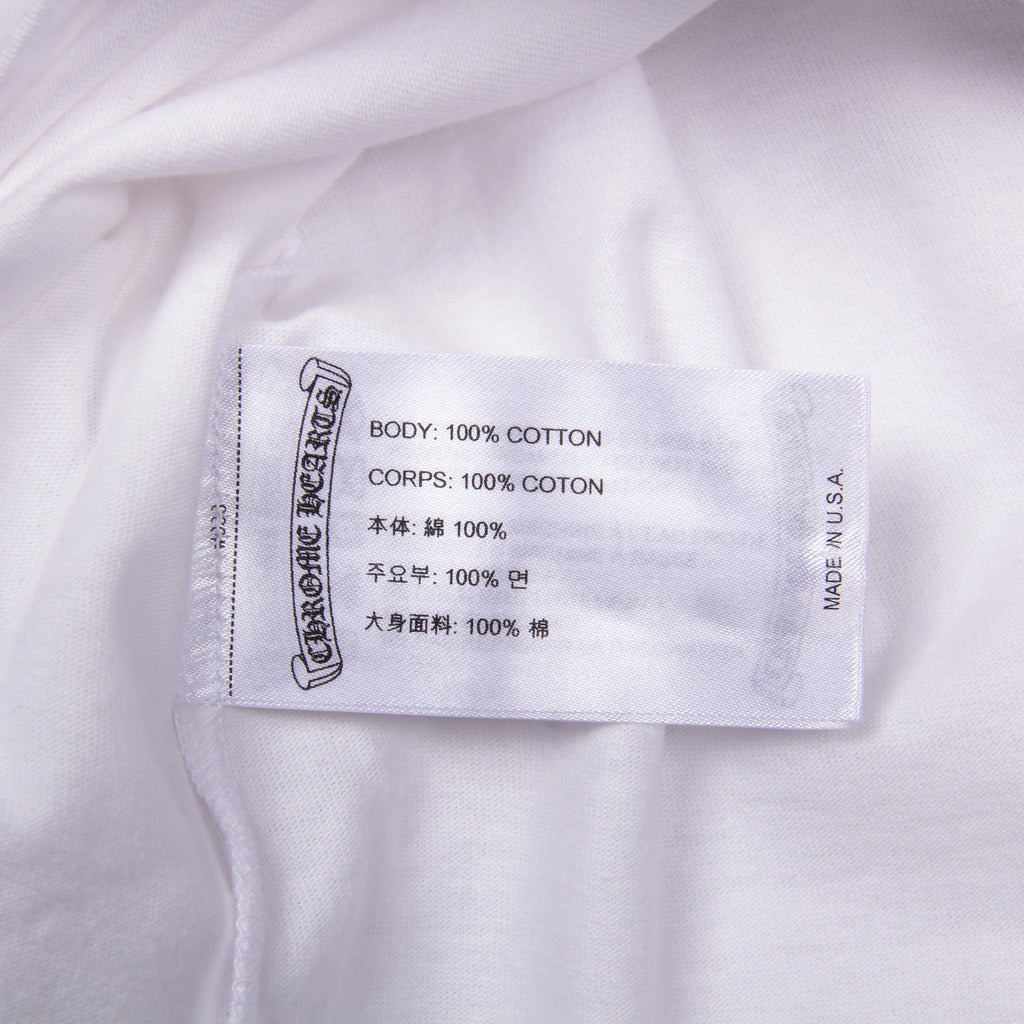 CHROME HEARTS
BODY: 100% COTTON
CORPS: 100% COTON
本体: 綿 100%
주요부: 100% 면
大身面料: 100% 棉
MADE IN U.S.A.